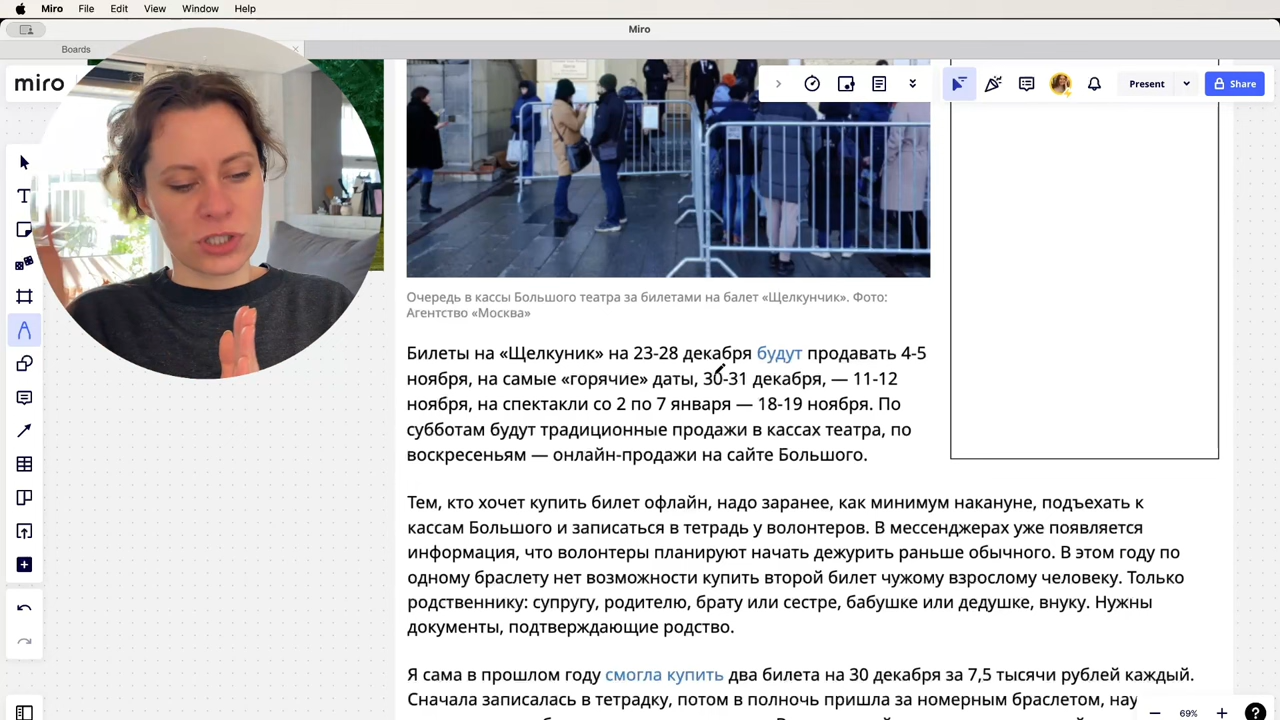 Miro File Edit View Window Help
Miro
Boards
miro
Present
Share
Очередь в кассы Большого театра за билетами на балет «Щелкунчик». Фото:
Агентство «Москва»
Билеты на «Щелкуник» на 23-28 декабря будут продавать 4-5
ноября, на самые «горячие» даты, 30-31 декабря, — 11-12
ноября, на спектакли со 2 по 7 января — 18-19 ноября. По
субботам будут традиционные продажи в кассах театра, по
воскресеньям — онлайн-продажи на сайте Большого.
Тем, кто хочет купить билет офлайн, надо заранее, как минимум накануне, подъехать к
кассам Большого и записаться в тетрадь у волонтеров. В мессенджерах уже появляется
информация, что волонтеры планируют начать дежурить раньше обычного. В этом году по
одному браслету нет возможности купить второй билет чужому взрослому человеку. Только
родственнику: супругу, родителю, брату или сестре, бабушке или дедушке, внуку. Нужны
документы, подтверждающие родство.
Я сама в прошлом году смогла купить два билета на 30 декабря за 7,5 тысячи рублей каждый.
Сначала записалась в тетрадку, потом в полночь пришла за номерным браслетом, нау
69%